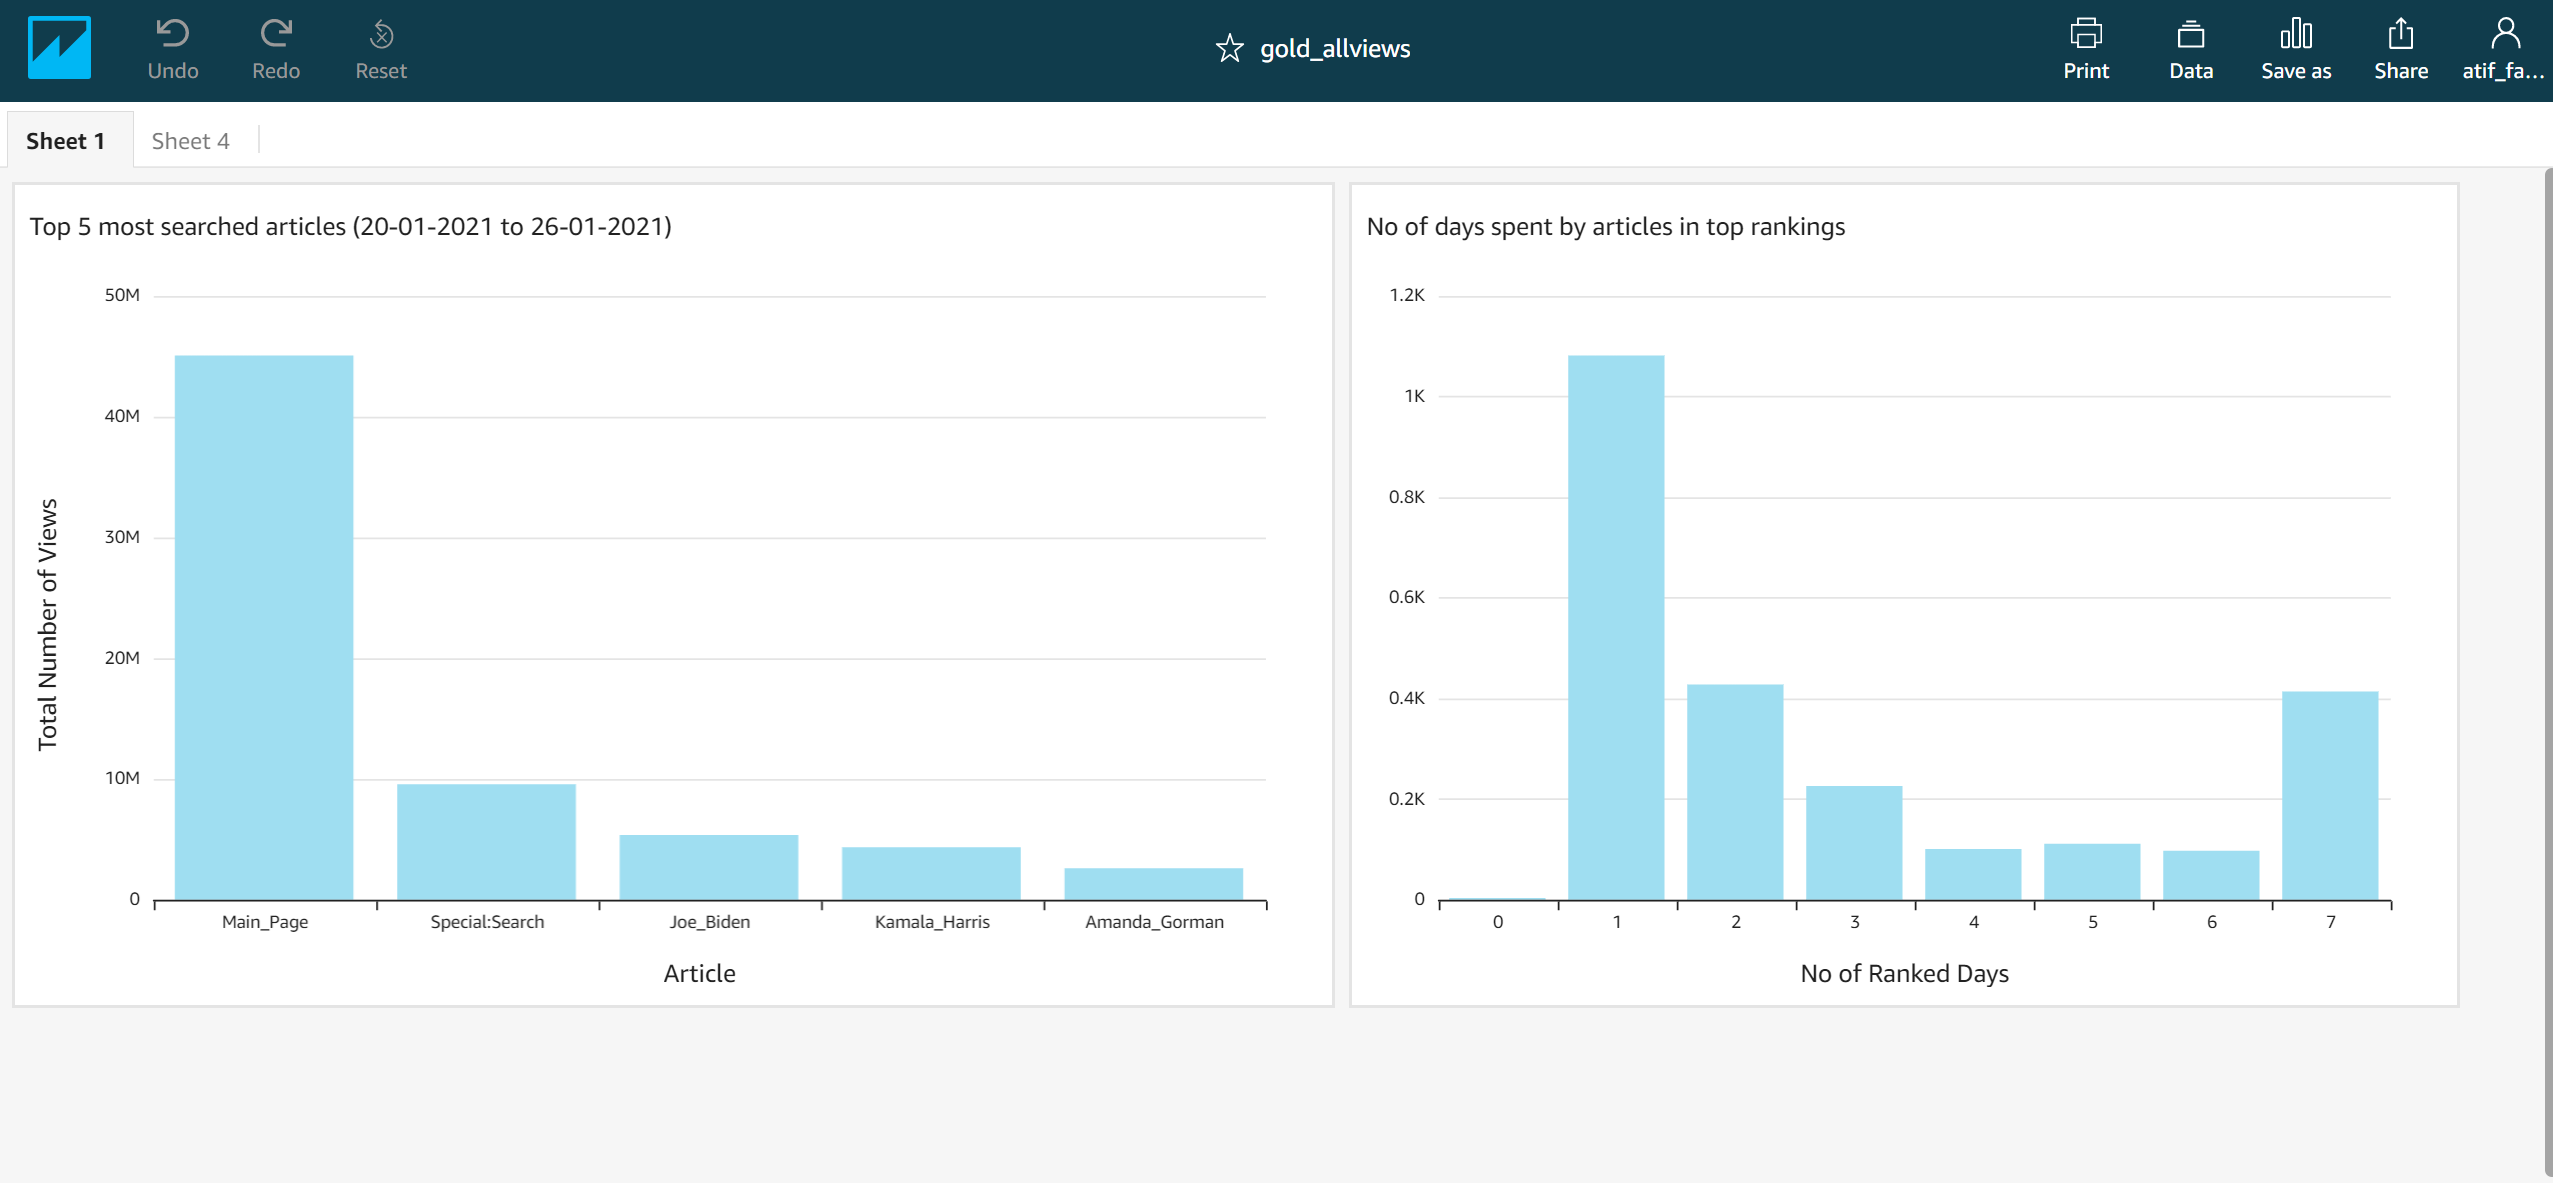 Undo Redo Reset
gold_allviews
Print Data Save as Share atif_fa...
Sheet 1 Sheet 4
Top 5 most searched articles (20-01-2021 to 26-01-2021)
50M
40M
30M
20M
10M
0
Total Number of Views
Main_Page Special:Search Joe_Biden Kamala_Harris Amanda_Gorman
Article
No of days spent by articles in top rankings
1.2K
1K
0.8K
0.6K
0.4K
0.2K
0
0 1 2 3 4 5 6 7
No of Ranked Days